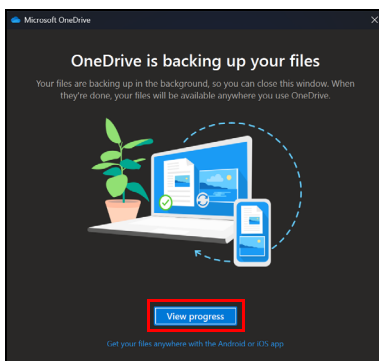 Microsoft OneDrive
OneDrive is backing up your files
Your files are backing up in the background, so you can close this window. When
they're done, your files will be available anywhere you use OneDrive.
View progress
Get your files anywhere with the Android or iOS app